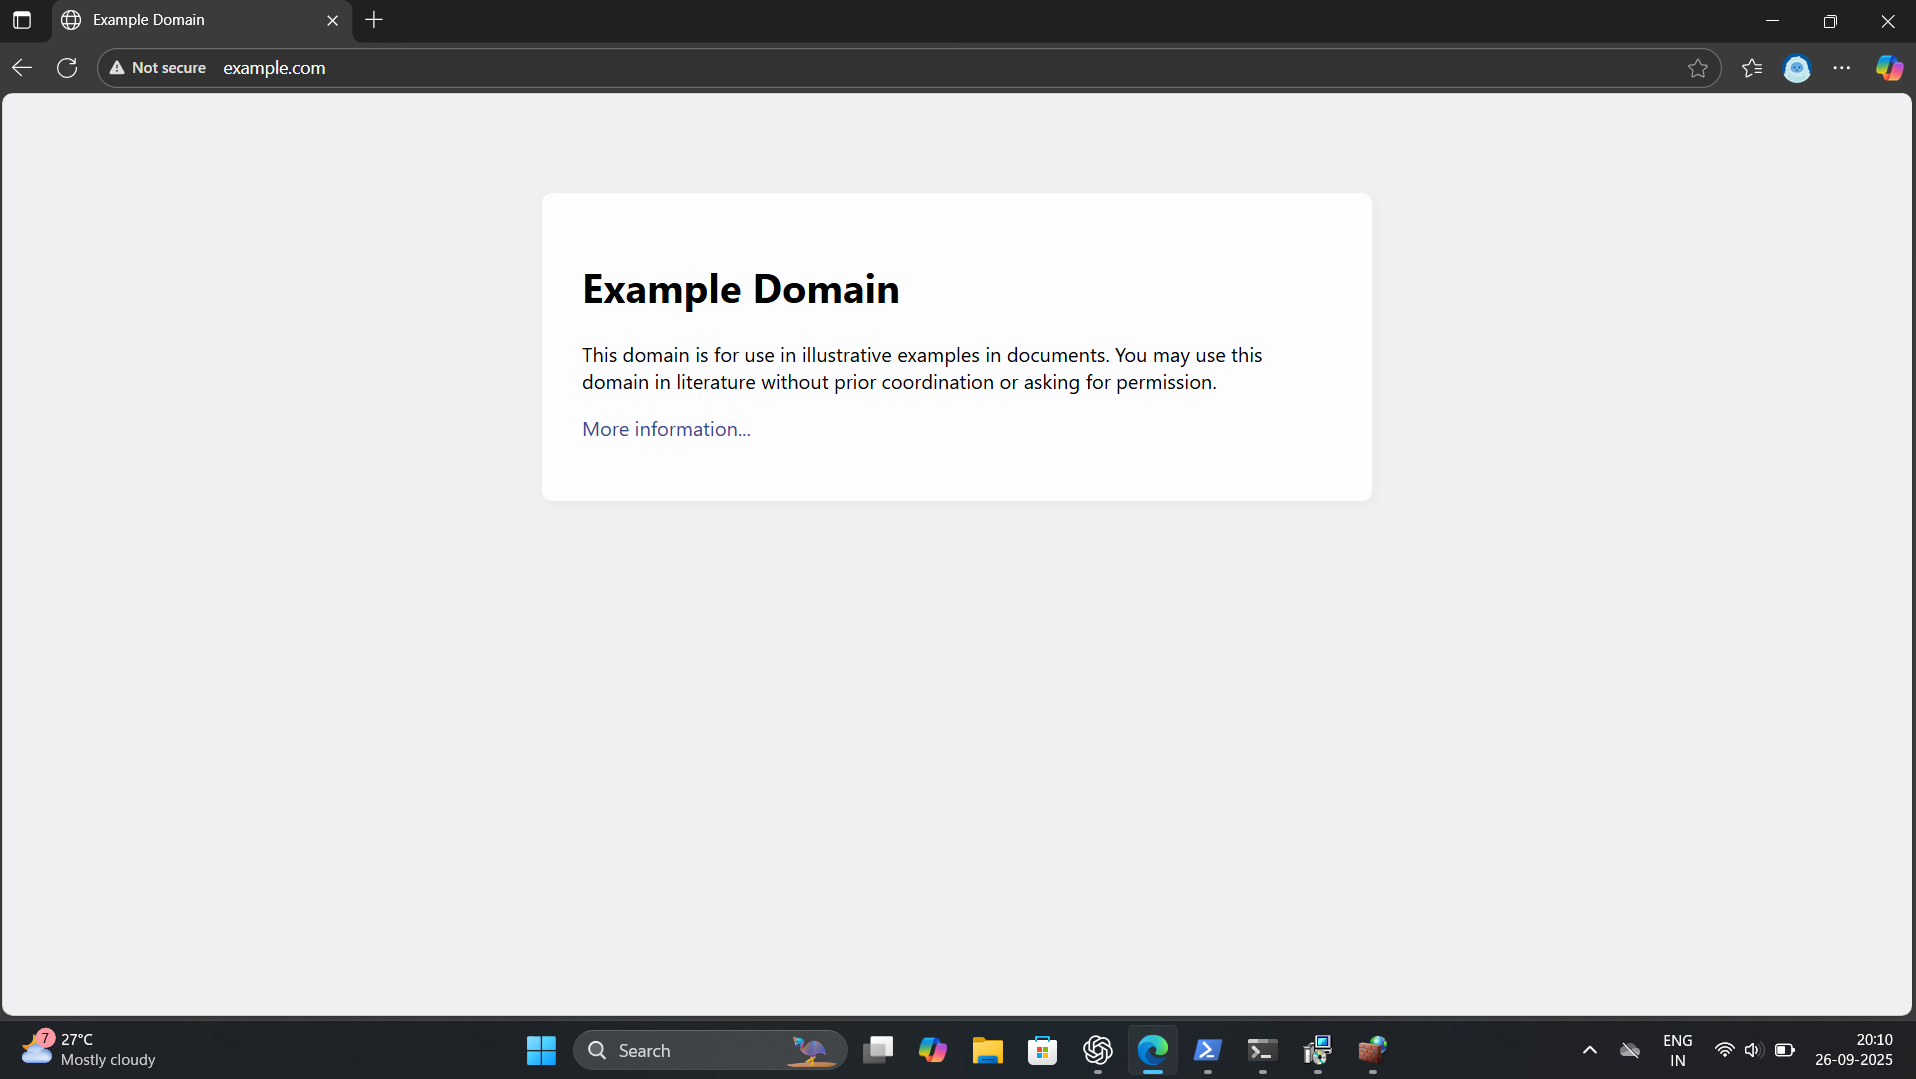 Example Domain
Not secure example.com
Example Domain
This domain is for use in illustrative examples in documents. You may use this
domain in literature without prior coordination or asking for permission.
More information...
7
27°C
Mostly cloudy
Search
ENG
IN
20:10
26-09-2025